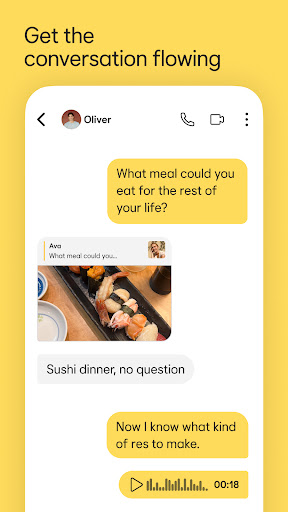 Get the
conversation flowing
Oliver
What meal could you
eat for the rest of
your life?
Ava
What meal could you...
Sushi dinner, no question
Now I know what kind
of res to make.
00:18